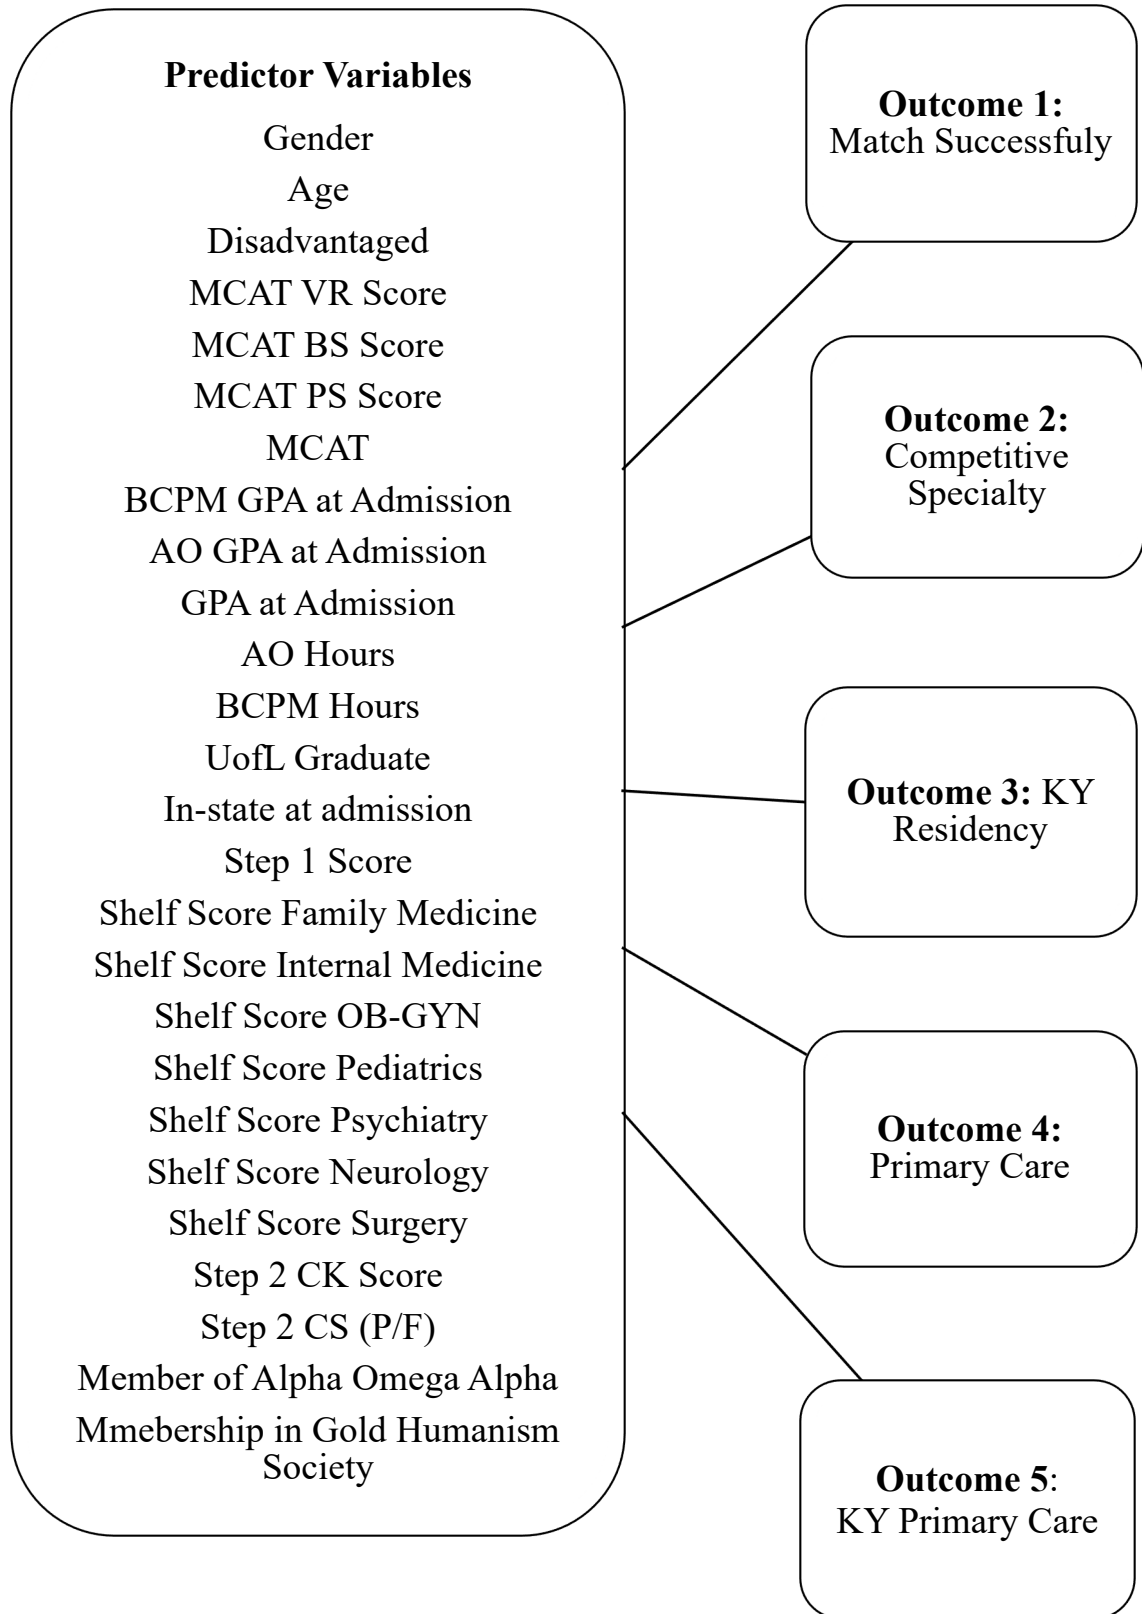 Predictor Variables
Gender
Age
Disadvantaged
MCAT VR Score
MCAT BS Score
MCAT PS Score
MCAT
BCPM GPA at Admission
AO GPA at Admission
GPA at Admission
AO Hours
BCPM Hours
UofL Graduate
In-state at admission
Step 1 Score
Shelf Score Family Medicine
Shelf Score Internal Medicine
Shelf Score OB-GYN
Shelf Score Pediatrics
Shelf Score Psychiatry
Shelf Score Neurology
Shelf Score Surgery
Step 2 CK Score
Step 2 CS (P/F)
Member of Alpha Omega Alpha
Mmebership in Gold Humanism
Society
Outcome 1:
Match Successfuly
Outcome 2:
Competitive
Specialty
Outcome 3: KY
Residency
Outcome 4:
Primary Care
Outcome 5:
KY Primary Care